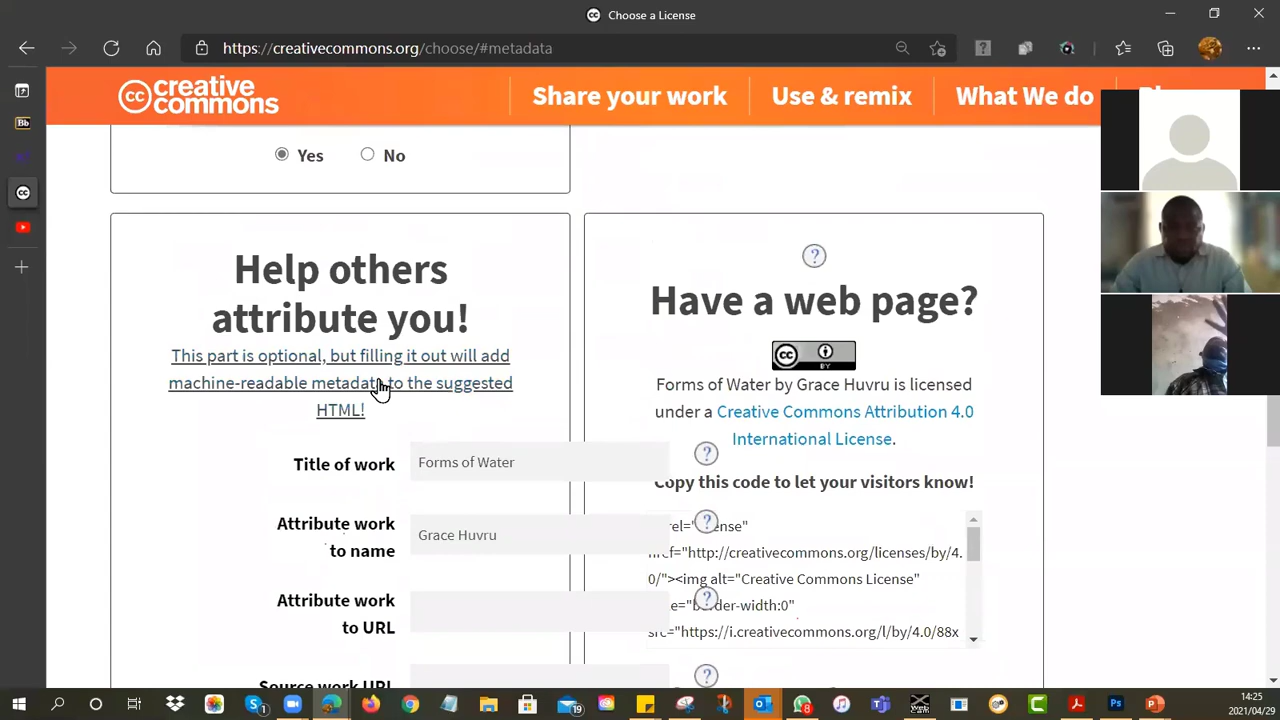 Choose a License
https://creativecommons.org/choose/#metadata
creative commons
Share your work
Use & remix
What We do
Yes
No
Help others
attribute you!
This part is optional, but filling it out will add
machine-readable metadata to the suggested
HTML!
Title of work
Forms of Water
Attribute work
to name
Grace Huvru
Attribute work
to URL
Source work URL
Have a web page?
BY
Forms of Water by Grace Huvru is licensed
under a Creative Commons Attribution 4.0
International License.
Copy this code to let your visitors know!
href="http://creativecommons.org/licenses/by/4.
0/"><img alt="Creative Commons License"
src="https://i.creativecommons.org/l/by/4.0/88x
14:25
2021/04/29